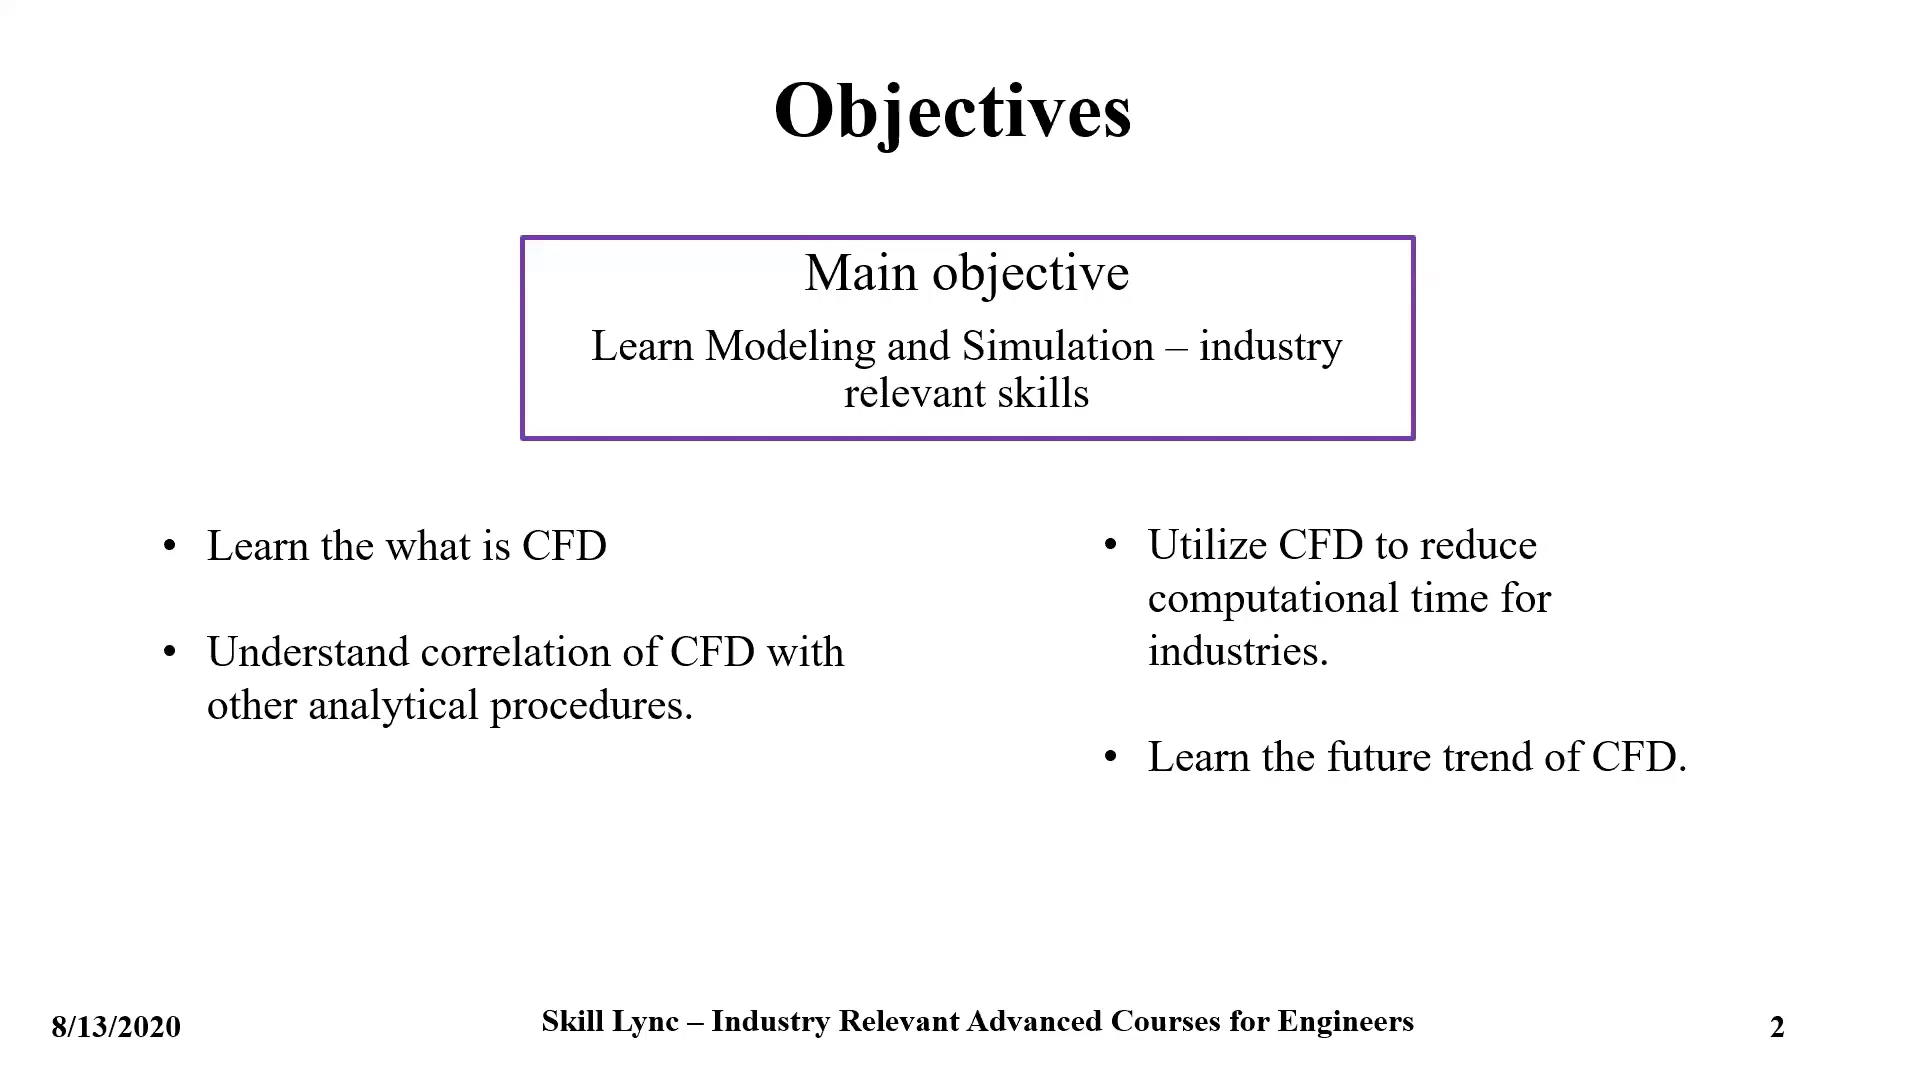 Objectives
Main objective
Learn Modeling and Simulation – industry
relevant skills
• Learn the what is CFD
• Understand correlation of CFD with
other analytical procedures.
• Utilize CFD to reduce
computational time for
industries.
• Learn the future trend of CFD.
8/13/2020
Skill Lync – Industry Relevant Advanced Courses for Engineers
2